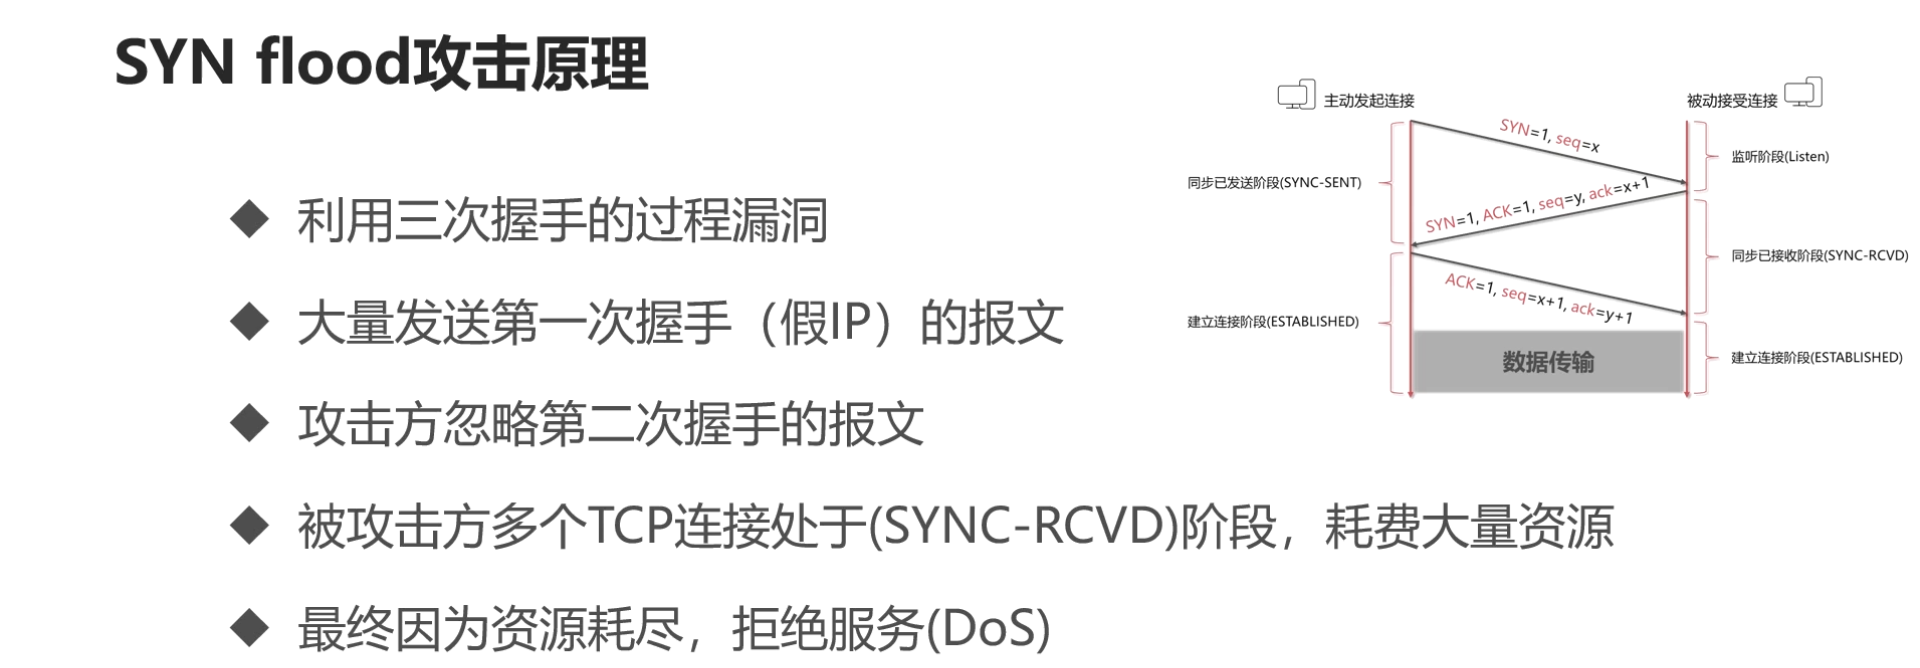 SYN flood攻击原理
◆ 利用三次握手的过程漏洞
◆ 大量发送第一次握手（假IP）的报文
◆ 攻击方忽略第二次握手的报文
◆ 被攻击方多个TCP连接处于(SYNC-RCVD)阶段，耗费大量资源
◆ 最终因为资源耗尽，拒绝服务(DoS)
主动发起连接
被动接受连接
SYN=1, seq=x
监听阶段(Listen)
同步已发送阶段(SYNC-SENT)
SYN=1, ACK=1, seq=y, ack=x+1
同步已接收阶段(SYNC-RCVD)
ACK=1, seq=x+1, ack=y+1
建立连接阶段(ESTABLISHED)
数据传输
建立连接阶段(ESTABLISHED)